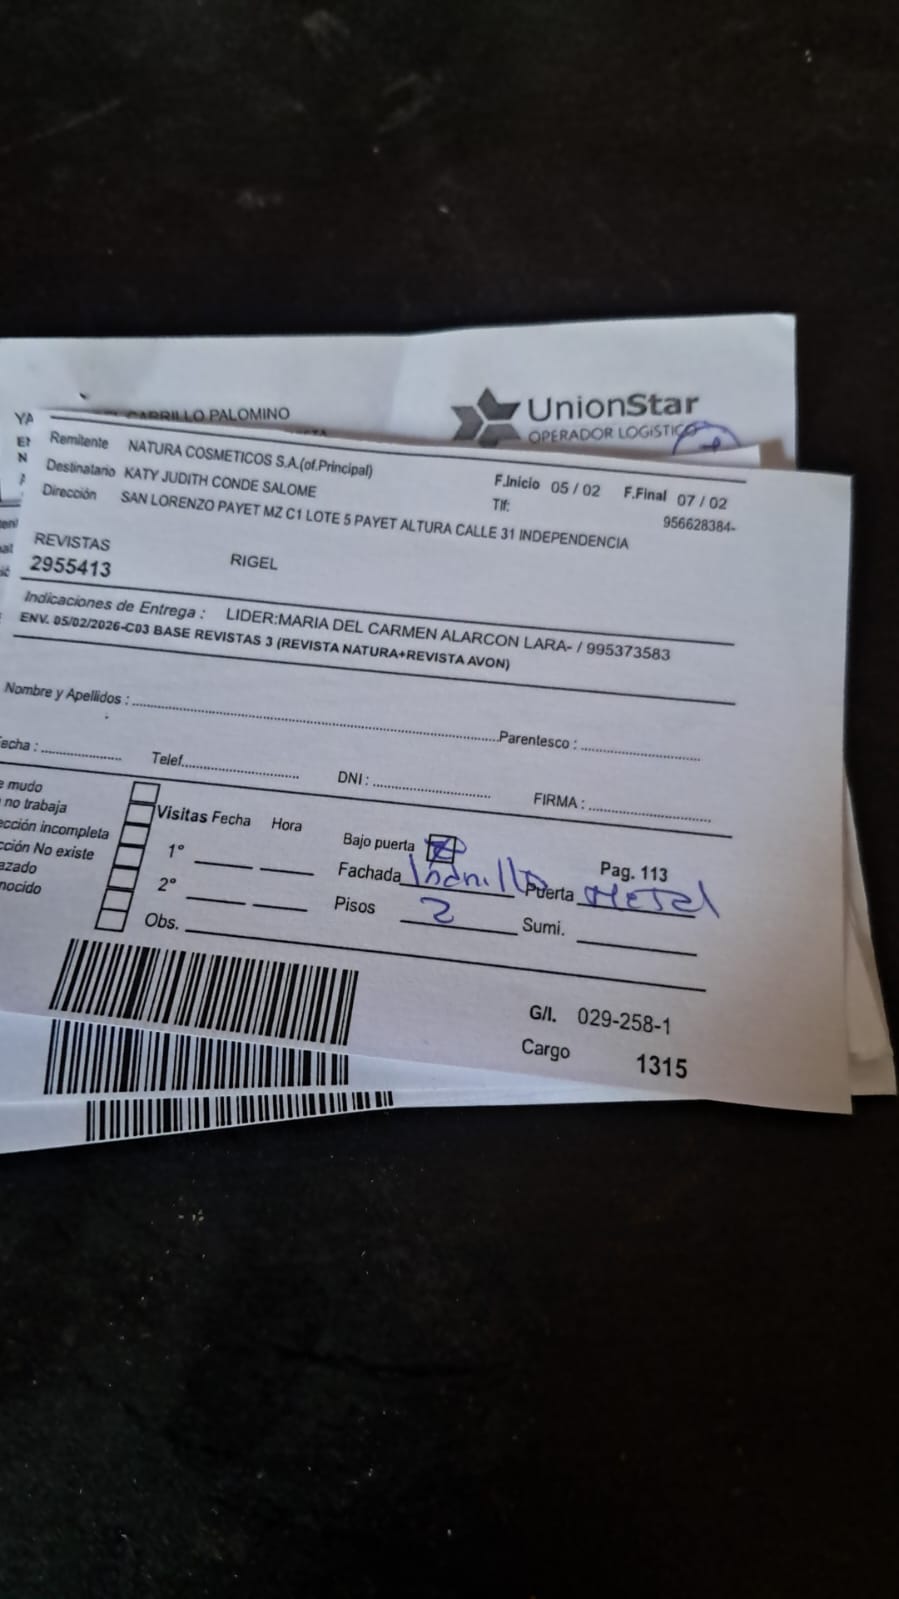 CARRILLO PALOMINO
UnionStar
OPERADOR LOGISTICO
Remitente NATURA COSMETICOS S.A.(of.Principal)
F.Inicio 05 / 02 F.Final 07 / 02
Destinatario KATY JUDITH CONDE SALOME
Tlf: 956628384-
Dirección SAN LORENZO PAYET MZ C1 LOTE 5 PAYET ALTURA CALLE 31 INDEPENDENCIA
REVISTAS
2955413 RIGEL
Indicaciones de Entrega : LIDER:MARIA DEL CARMEN ALARCON LARA- / 995373583
ENV. 05/02/2026-C03 BASE REVISTAS 3 (REVISTA NATURA+REVISTA AVON)
Nombre y Apellidos : Parentesco :
echa : Telef. DNI : FIRMA :
e mudo
no trabaja
ección incompleta
cción No existe
azado
nocido
Visitas Fecha Hora
1°
2°
Obs.
Bajo puerta
Pag. 113
Fachada Ladrillo Puerta Metal
Pisos 2 Sumi.
G/I. 029-258-1
Cargo 1315